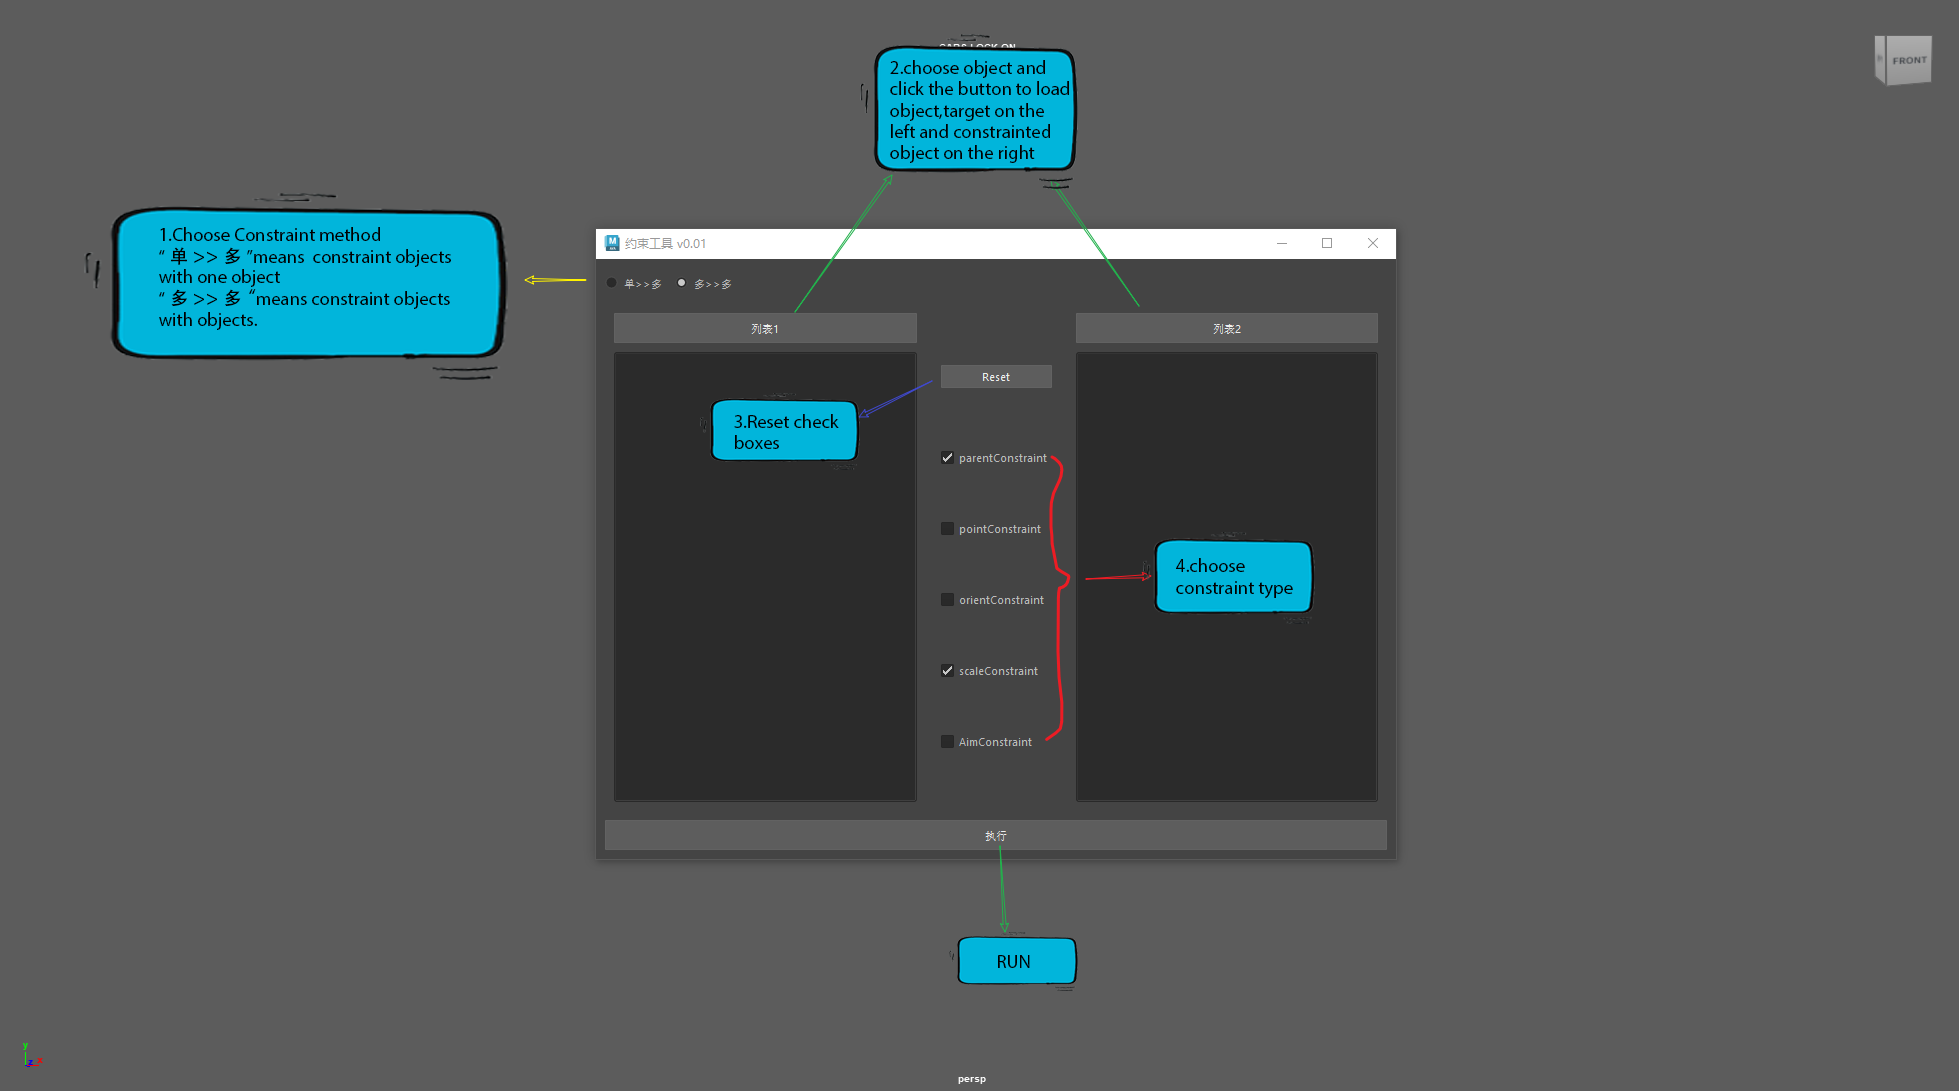 CAPS LOCK ON
2.choose object and
click the button to load
object,target on the
left and constrainted
object on the right
FRONT
1.Choose Constraint method
“ 单 >> 多 ”means  constraint objects
with one object
“ 多 >> 多 “means constraint objects
with objects.
约束工具 v0.01
单>>多
多>>多
列表1
列表2
Reset
3.Reset check
boxes
parentConstraint
pointConstraint
4.choose
constraint type
orientConstraint
scaleConstraint
AimConstraint
执行
RUN
y
z x
persp